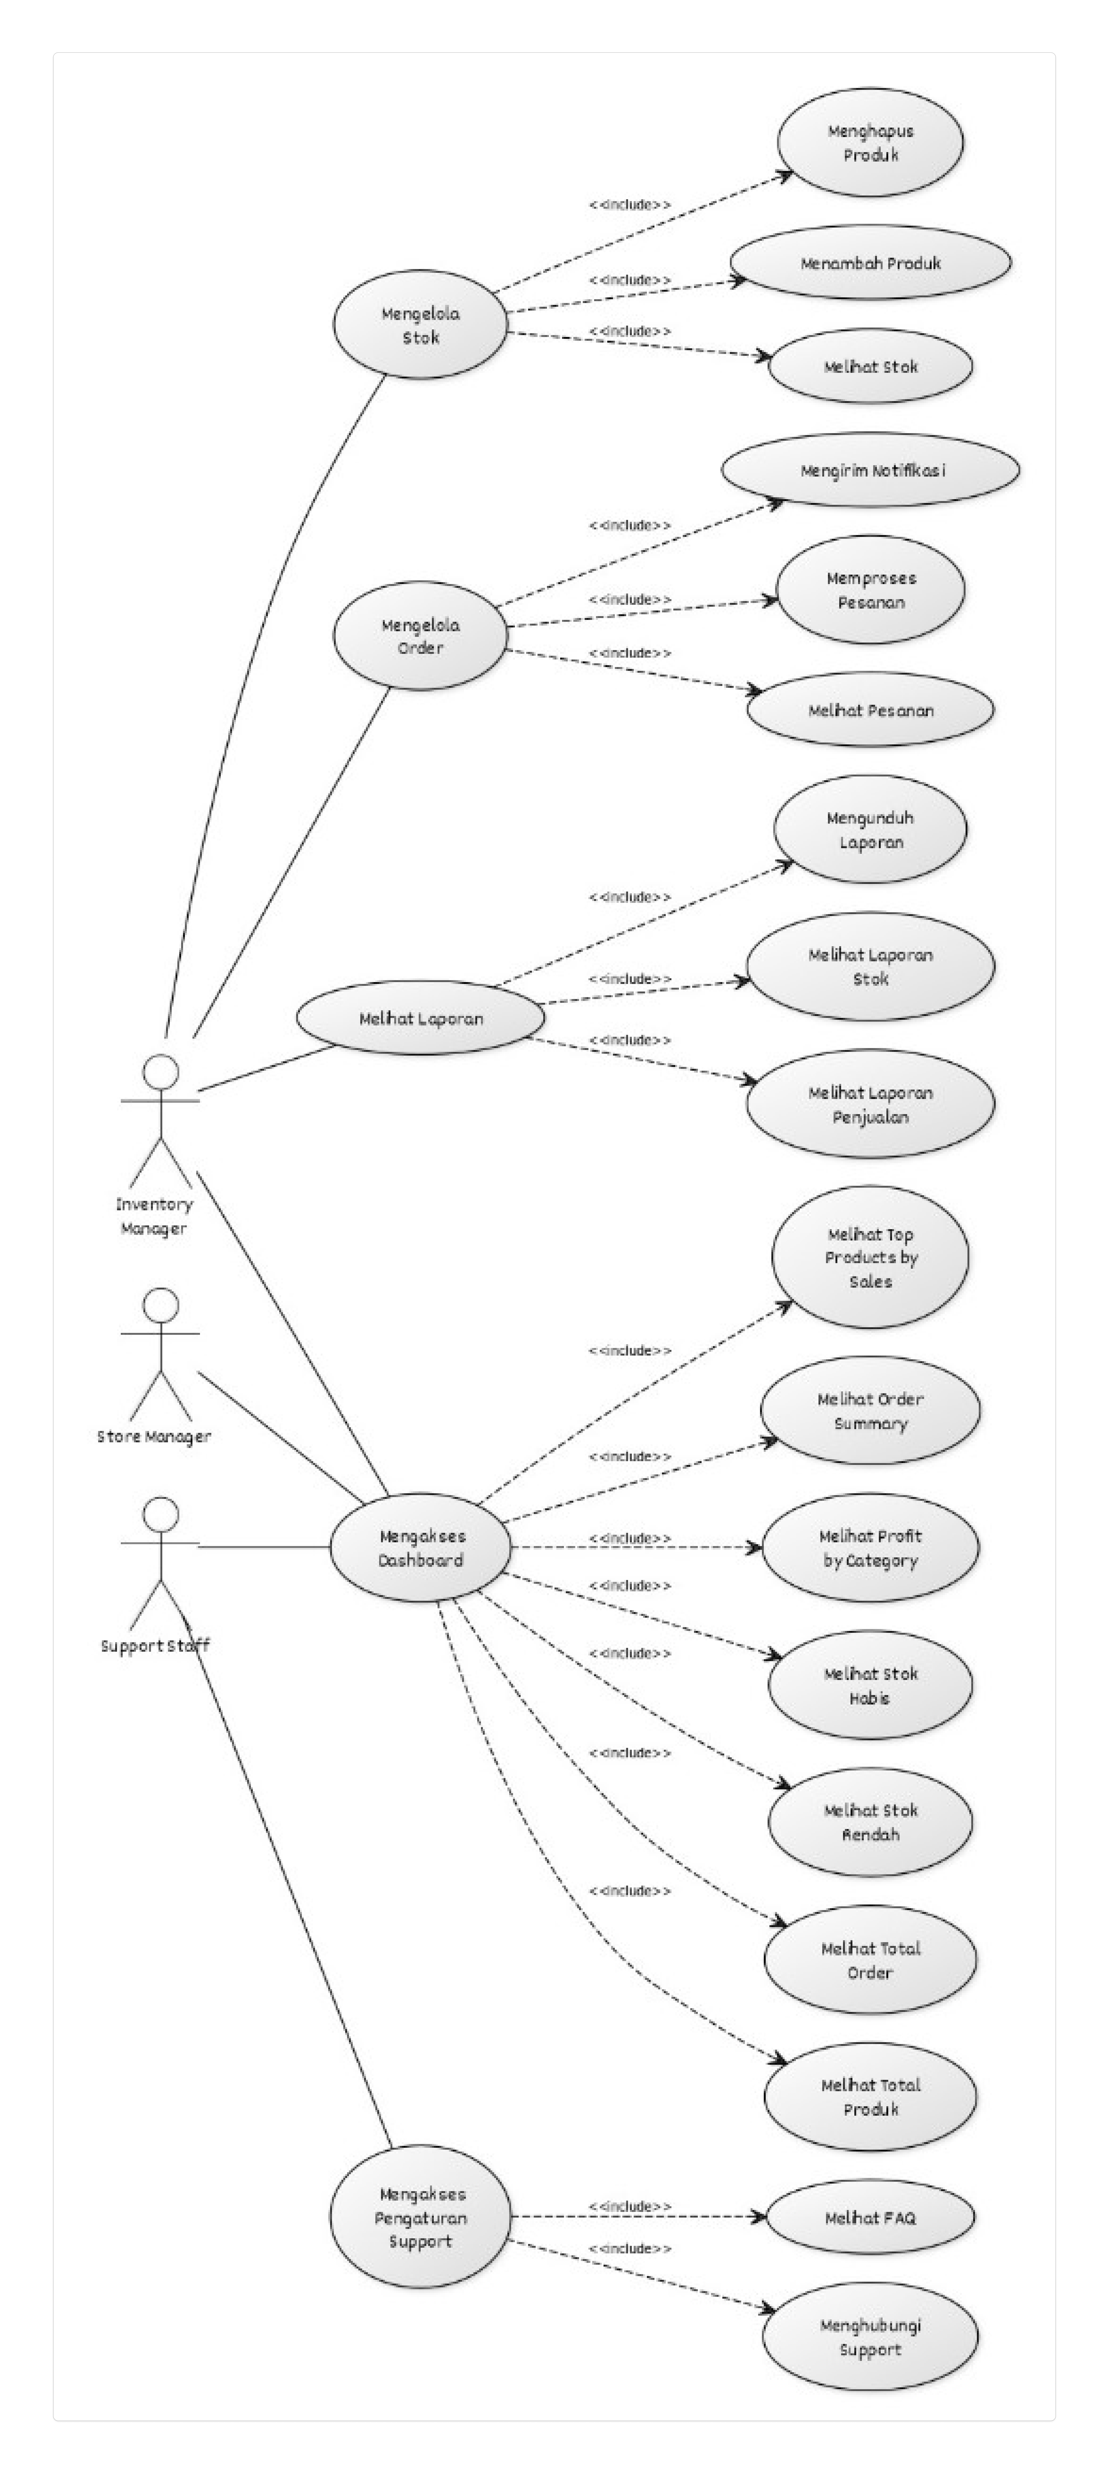 Menghapus
Produk
<<include>>
Menambah Produk
<<include>>
Mengelola
Stok
<<include>>
Melihat Stok
Mengirim Notifikasi
<<include>>
Memproses
Pesanan
<<include>>
Mengelola
Order
<<include>>
Melihat Pesanan
Mengunduh
Laporan
<<include>>
Melihat Laporan
Stok
<<include>>
Melihat Laporan
<<include>>
Melihat Laporan
Penjualan
Inventory
Manager
Melihat Top
Products by
Sales
<<include>>
Melihat Order
Summary
Store Manager
<<include>>
Mengakses
Dashboard
<<include>>
Melihat Profit
by Category
<<include>>
Support Staff
<<include>>
Melihat Stok
Habis
<<include>>
Melihat Stok
Rendah
<<include>>
Melihat Total
Order
Melihat Total
Produk
Mengakses
Pengaturan
Support
<<include>>
Melihat FAQ
<<include>>
Menghubungi
Support